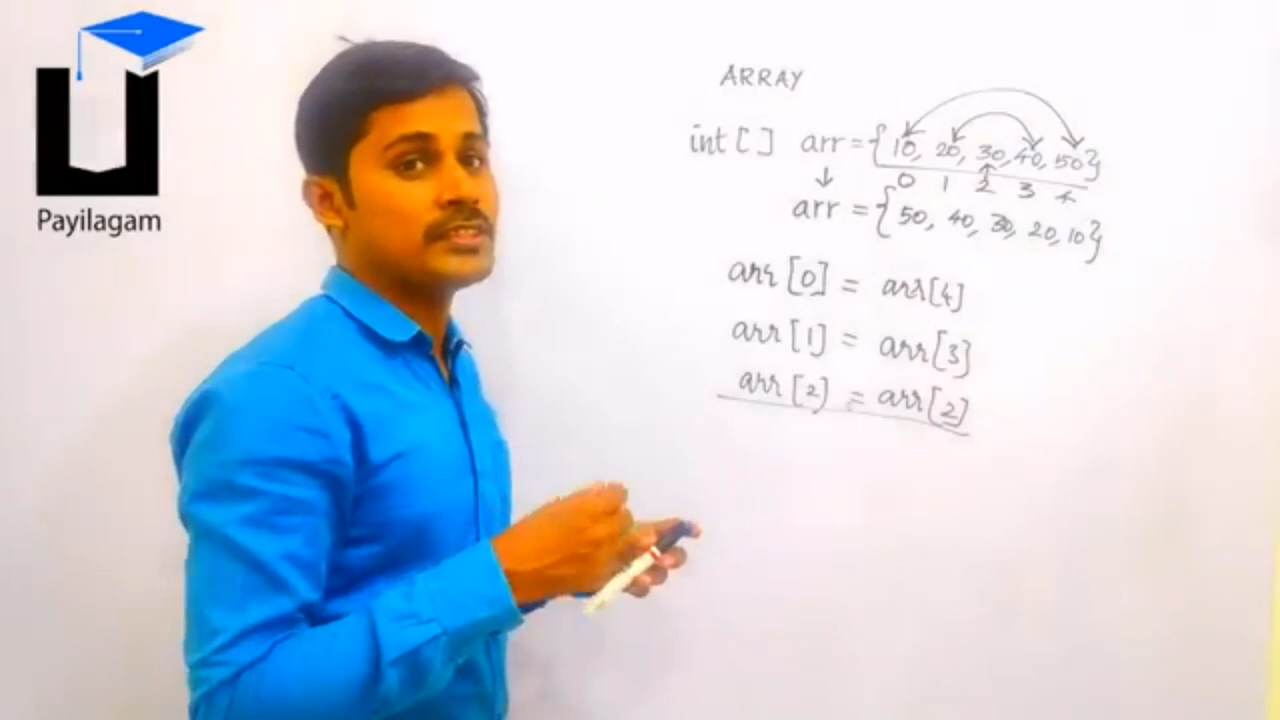 Payilagam
ARRAY
int [ ] arr = {10, 20, 30, 40, 50}
0 1 2 3 4
arr = {50, 40, 30, 20, 10}
arr [0] = arr[4]
arr [1] = arr[3]
arr [2] = arr[2]